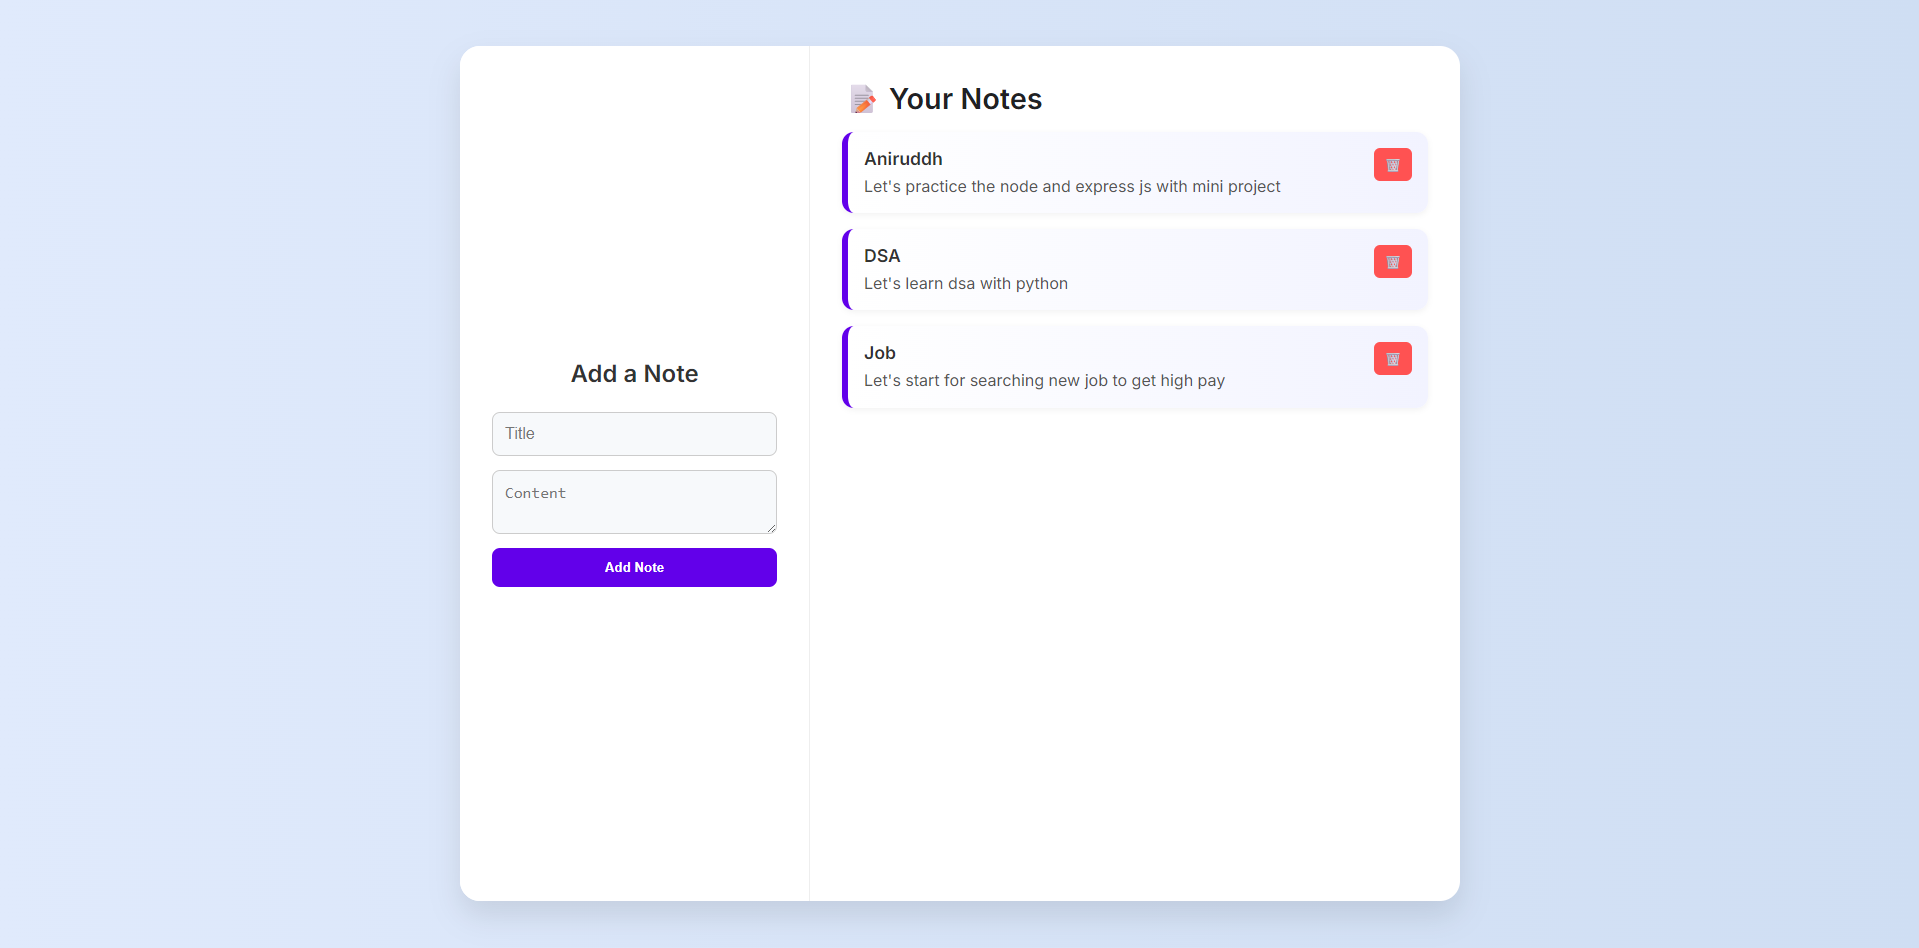 Add a Note
Title
Content
Add Note
Your Notes
Aniruddh
Let's practice the node and express js with mini project
DSA
Let's learn dsa with python
Job
Let's start for searching new job to get high pay